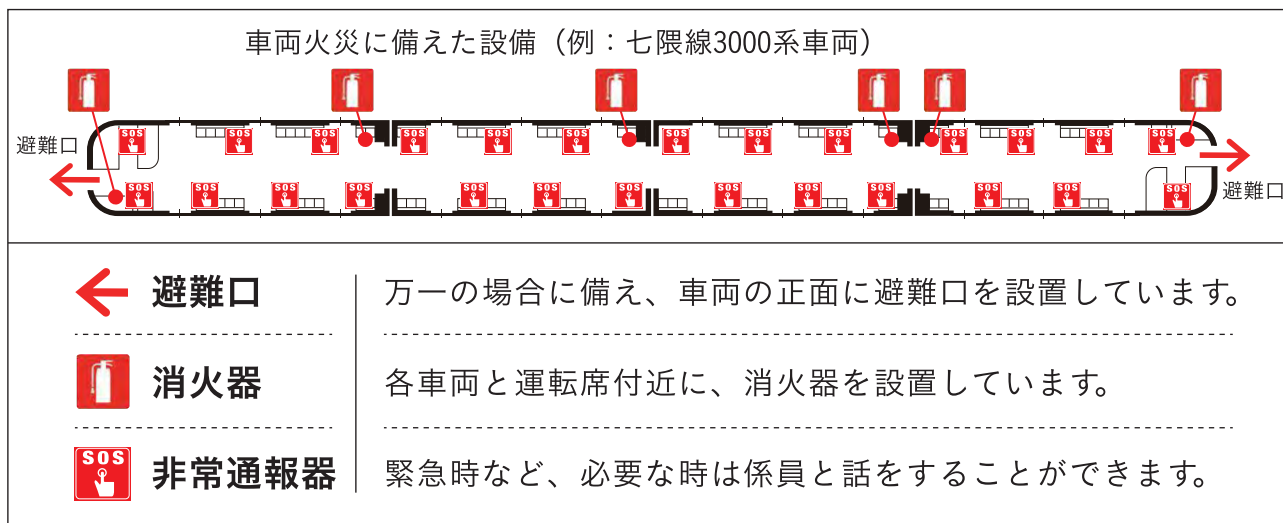 車両火災に備えた設備（例：七隈線3000系車両）
避難口
SOS SOS SOS SOS SOS SOS SOS SOS SOS SOS SOS SOS SOS
SOS SOS SOS SOS SOS SOS SOS SOS SOS SOS SOS SOS SOS
避難口
避難口
万一の場合に備え、車両の正面に避難口を設置しています。
消火器
各車両と運転席付近に、消火器を設置しています。
SOS
非常通報器
緊急時など、必要な時は係員と話をすることができます。